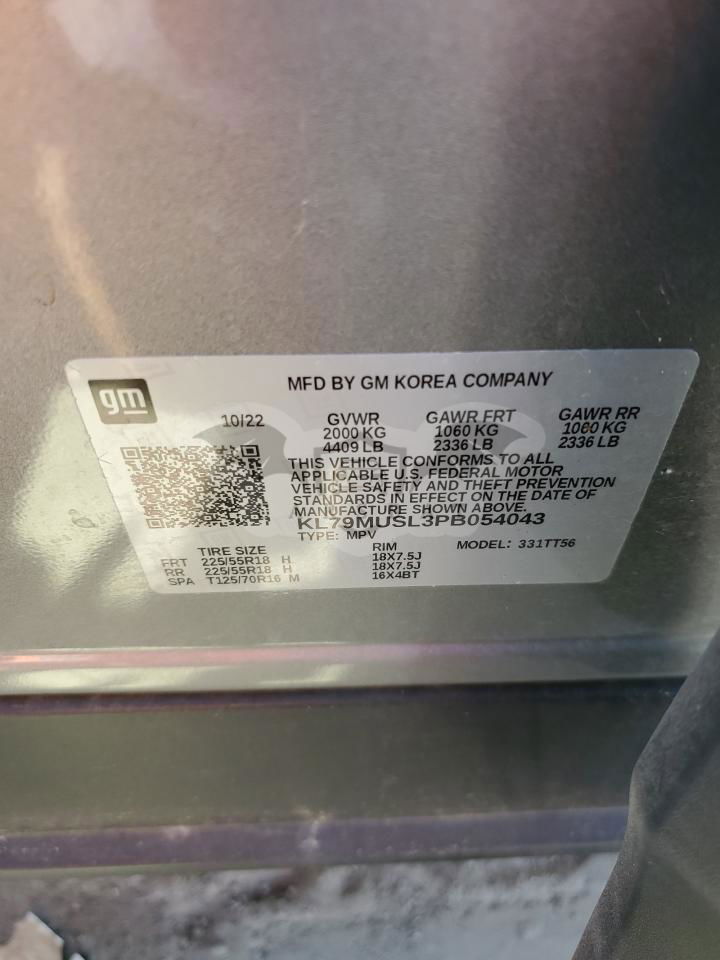 gm
MFD BY GM KOREA COMPANY
10/22 GVWR GAWR FRT GAWR RR
2000 KG 1060 KG 1060 KG
4409 LB 2336 LB 2336 LB
THIS VEHICLE CONFORMS TO ALL
APPLICABLE U.S. FEDERAL MOTOR
VEHICLE SAFETY AND THEFT PREVENTION
STANDARDS IN EFFECT ON THE DATE OF
MANUFACTURE SHOWN ABOVE.
KL79MUSL3PB054043
TYPE: MPV MODEL: 331TT56
TIRE SIZE RIM
FRT 225/55R18 H 18X7.5J
RR 225/55R18 H 18X7.5J
SPA T125/70R16 M 16X4BT